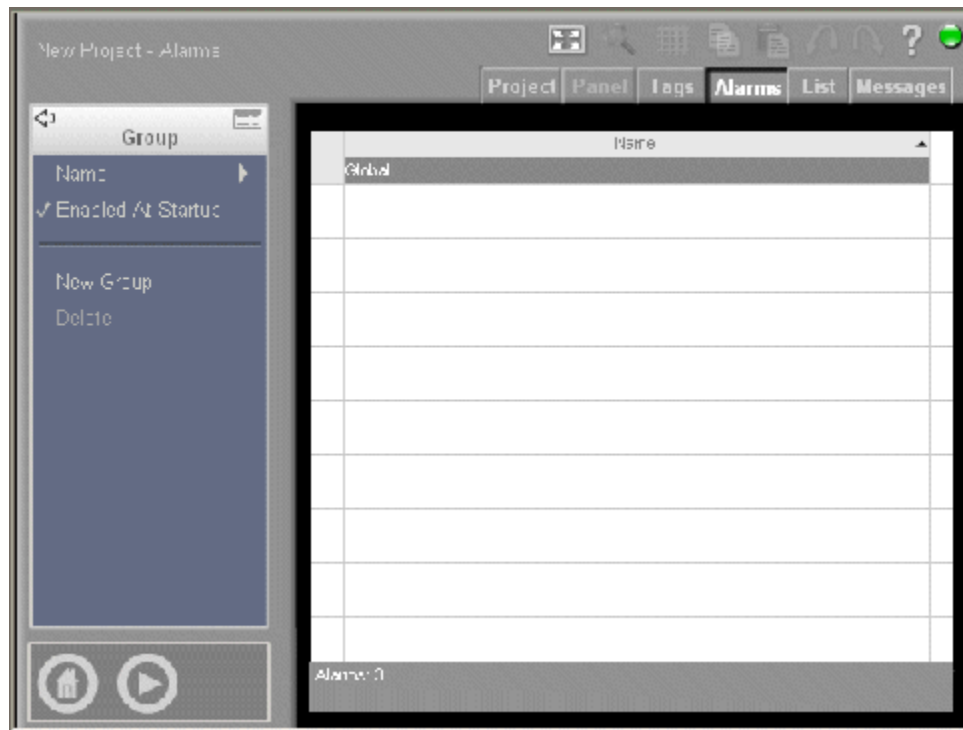 New Project - Alarms
?
Project Panel Tags Alarms List Messages
Group
Name
Enabled At Startup
New Group
Delete
Name
Global
Alarms: 0